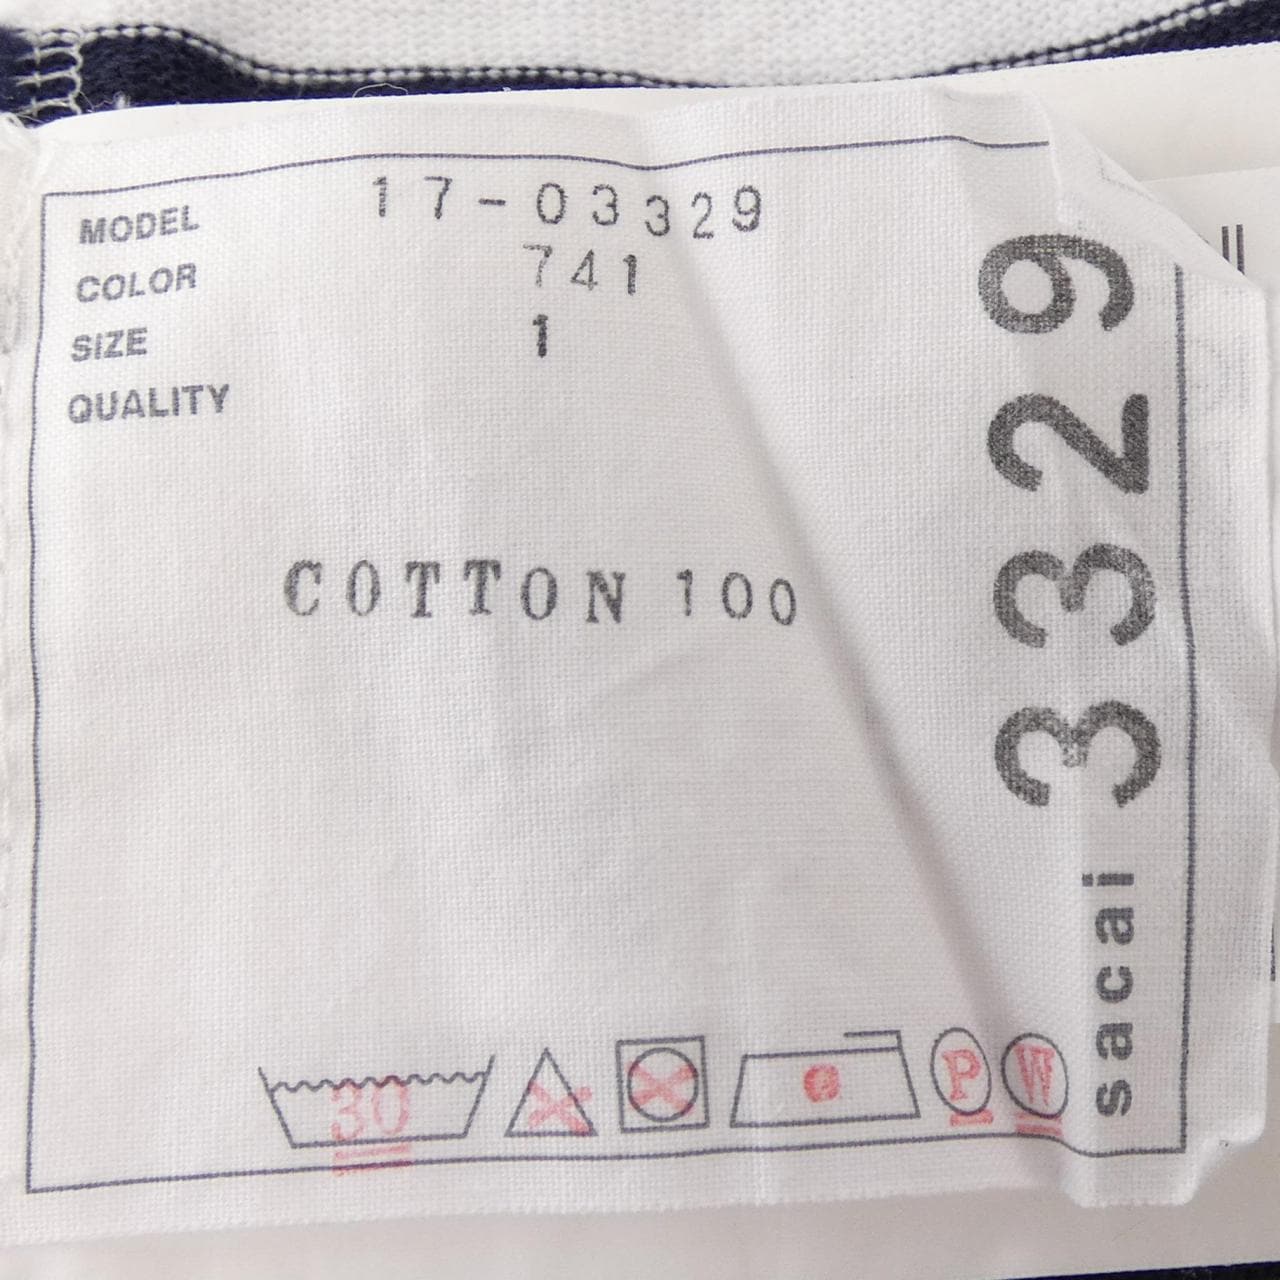 MODEL 17-03329
COLOR 741
SIZE 1
QUALITY
COTTON 100
30
P W
sacai 3329